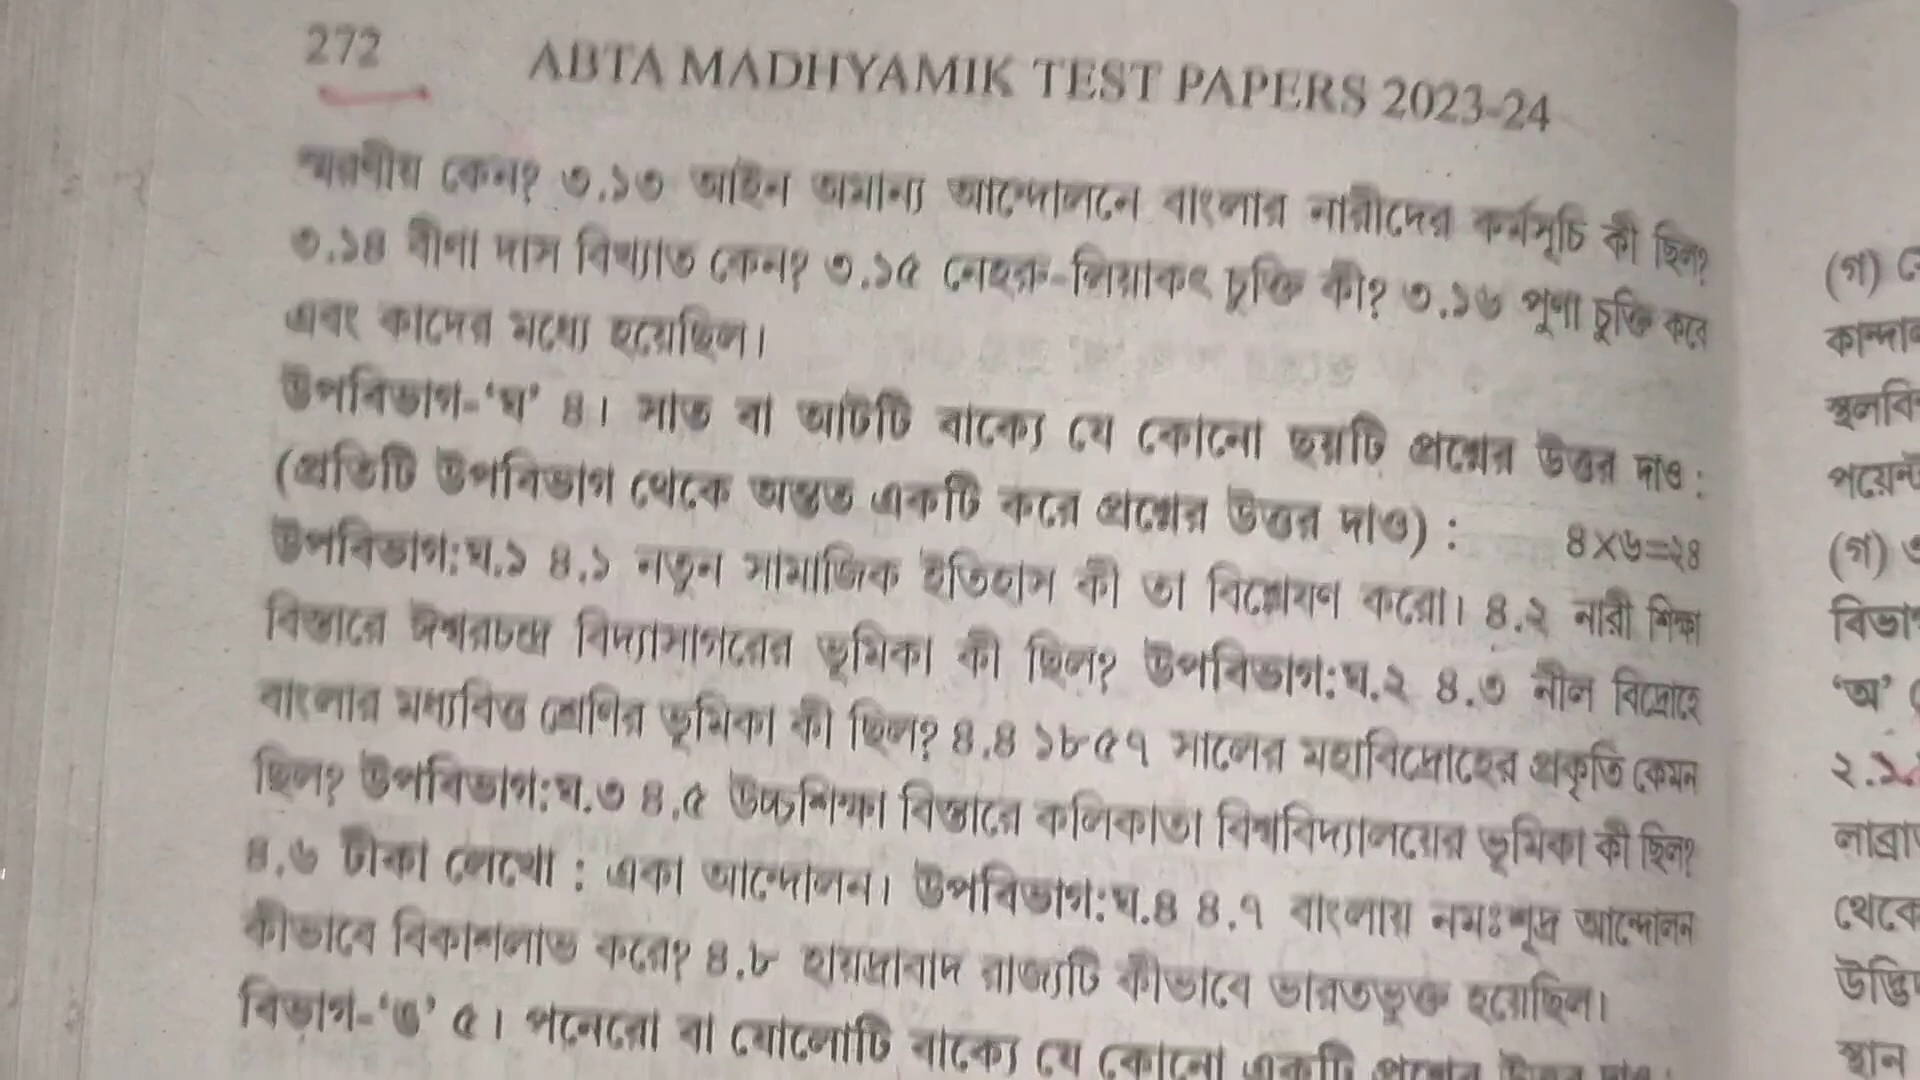 272
ABTA MADHYAMIK TEST PAPERS 2023-24
স্মরণীয় কেন? ৩.১৩ আইন অমান্য আন্দোলনে বাংলার নারীদের কর্মসূচি কী ছিল?
৩.১৪ বীণা দাস বিখ্যাত কেন? ৩.১৫ নেহরু-লিয়াকৎ চুক্তি কী? ৩.১৬ পুণা চুক্তি কবে
এবং কাদের মধ্যে হয়েছিল।
উপবিভাগ-‘ঘ’ ৪। সাত বা আটটি বাক্যে যে কোনো ছয়টি প্রশ্নের উত্তর দাও :
(প্রতিটি উপবিভাগ থেকে অন্তত একটি করে প্রশ্নের উত্তর দাও) : ৪×৬=২৪
উপবিভাগ:ঘ.১ ৪.১ নতুন সামাজিক ইতিহাস কী তা বিশ্লেষণ করো। ৪.২ নারী শিক্ষা
বিস্তারে ঈশ্বরচন্দ্র বিদ্যাসাগরের ভূমিকা কী ছিল? উপবিভাগ:ঘ.২ ৪.৩ নীল বিদ্রোহে
বাংলার মধ্যবিত্ত শ্রেণির ভূমিকা কী ছিল? ৪.৪ ১৮৫৭ সালের মহাবিদ্রোহের প্রকৃতি কেমন
ছিল? উপবিভাগ:ঘ.৩ ৪.৫ উচ্চশিক্ষা বিস্তারে কলিকাতা বিশ্ববিদ্যালয়ের ভূমিকা কী ছিল?
৪.৬ টীকা লেখো : একা আন্দোলন। উপবিভাগ:ঘ.৪ ৪.৭ বাংলায় নমঃশূদ্র আন্দোলন
কীভাবে বিকাশলাভ করে? ৪.৮ হায়দ্রাবাদ রাজ্যটি কীভাবে ভারতভুক্ত হয়েছিল।
বিভাগ-‘ঙ’ ৫। পনেরো বা ষোলোটি বাক্যে যে কোনো একটি প্রশ্নের উত্তর দাও :
(গ)
স্থলবি
(গ)
বিভা
‘অ’
২.১
থেকে
স্থান